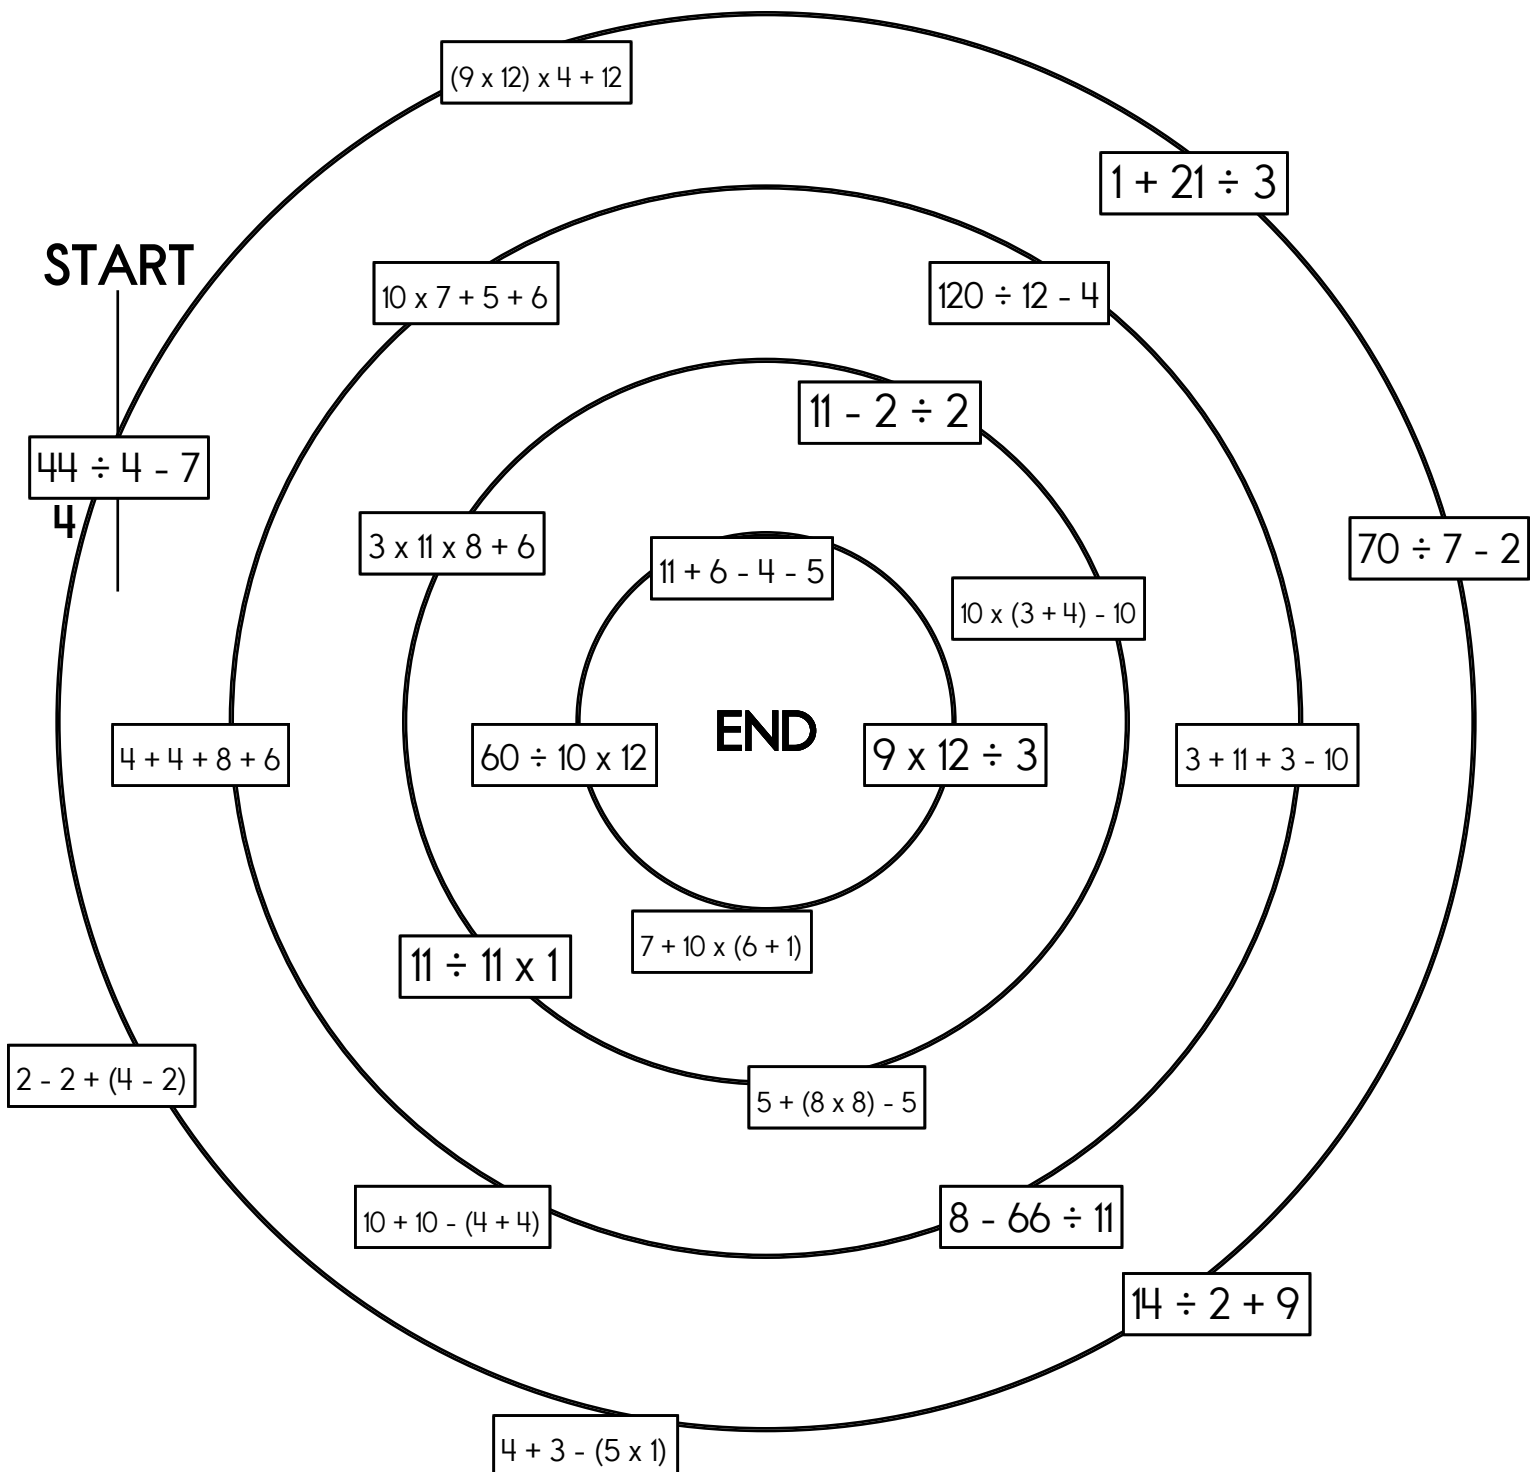 (9 x 12) x 4 + 12
1 + 21 ÷ 3
START
10 x 7 + 5 + 6
120 ÷ 12 - 4
11 - 2 ÷ 2
44 ÷ 4 - 7
4
3 x 11 x 8 + 6
70 ÷ 7 - 2
11 + 6 - 4 - 5
10 x (3 + 4) - 10
END
4 + 4 + 8 + 6
60 ÷ 10 x 12
9 x 12 ÷ 3
3 + 11 + 3 - 10
7 + 10 x (6 + 1)
11 ÷ 11 x 1
2 - 2 + (4 - 2)
5 + (8 x 8) - 5
10 + 10 - (4 + 4)
8 - 66 ÷ 11
14 ÷ 2 + 9
4 + 3 - (5 x 1)